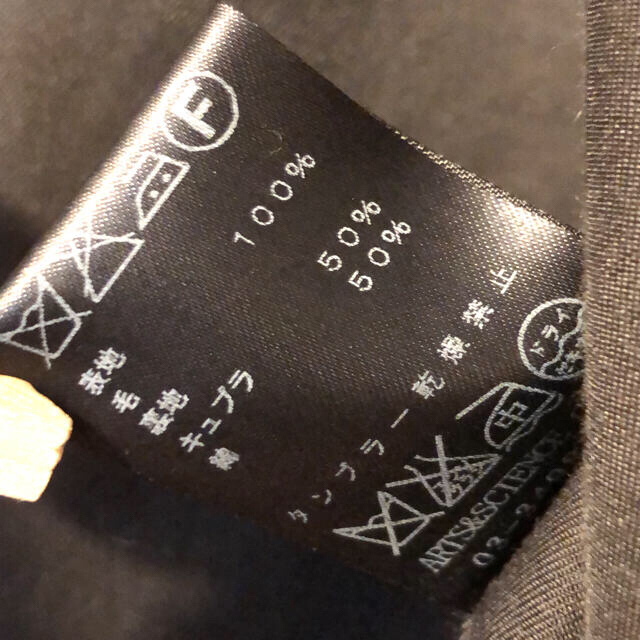 F
表地
毛 100%
裏地
キュプラ 50%
綿 50%
タンブラー乾燥禁止
中
ドライ
ARTS&SCIENCE